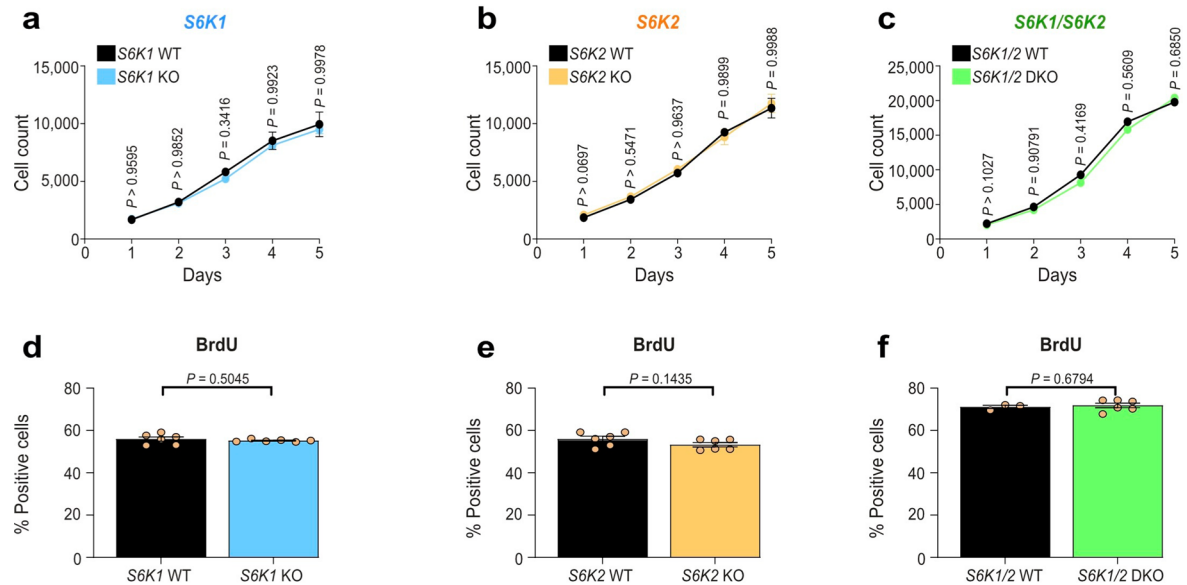 a
S6K1
S6K1 WT
S6K1 KO
Cell count
15,000
10,000
5,000
0
P > 0.9595
P > 0.9852
P = 0.3416
P = 0.9923
P = 0.9978
0 1 2 3 4 5
Days
b
S6K2
S6K2 WT
S6K2 KO
Cell count
15,000
10,000
5,000
0
P > 0.0697
P > 0.5471
P > 0.9637
P = 0.9899
P = 0.9988
0 1 2 3 4 5
Days
c
S6K1/S6K2
S6K1/2 WT
S6K1/2 DKO
Cell count
25,000
20,000
15,000
10,000
5,000
0
P > 0.1027
P = 0.90791
P = 0.4169
P = 0.5609
P = 0.6850
0 1 2 3 4 5
Days
d
BrdU
P = 0.5045
% Positive cells
80
60
40
20
0
S6K1 WT S6K1 KO
e
BrdU
P = 0.1435
% Positive cells
80
60
40
20
0
S6K2 WT S6K2 KO
f
BrdU
P = 0.6794
% Positive cells
80
60
40
20
0
S6K1/2 WT S6K1/2 DKO